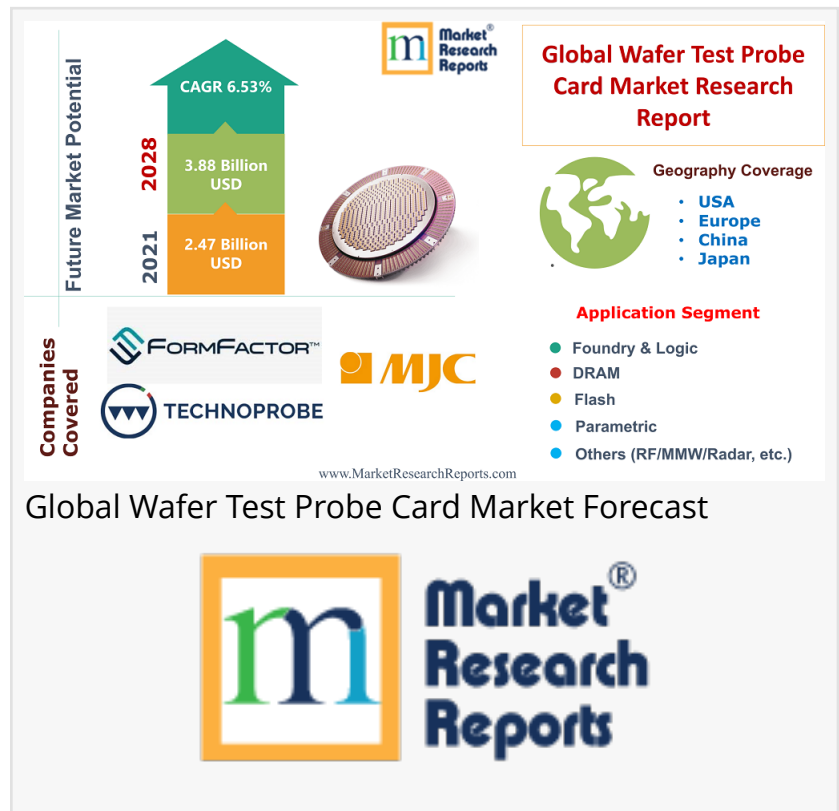 Future Market Potential
CAGR 6.53%
2028
3.88 Billion
USD
2021
2.47 Billion
USD
m
Market®
Research
Reports
Global Wafer Test Probe
Card Market Research
Report
Geography Coverage
• USA
• Europe
• China
• Japan
Companies
Covered
FORMFACTOR™
MJC
TECHNOPROBE
Application Segment
Foundry & Logic
DRAM
Flash
Parametric
Others (RF/MMW/Radar, etc.)
www.MarketResearchReports.com
Global Wafer Test Probe Card Market Forecast
m
Market®
Research
Reports